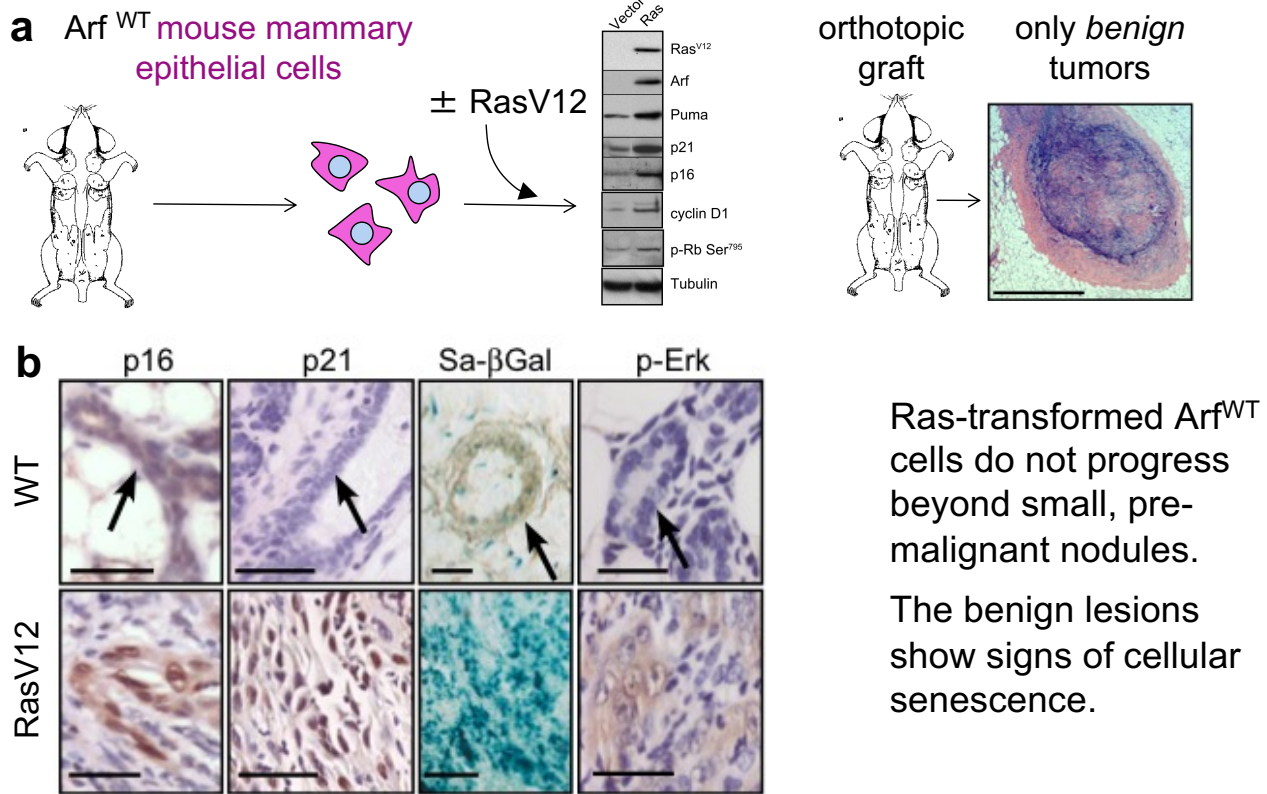 a
Arf WT mouse mammary
epithelial cells
± RasV12
Vector
Ras
RasV12
Arf
Puma
p21
p16
cyclin D1
p-Rb Ser795
Tubulin
orthotopic
graft
only benign
tumors
b
p16
p21
Sa-βGal
p-Erk
WT
RasV12
Ras-transformed ArfWT
cells do not progress
beyond small, pre-
malignant nodules.
The benign lesions
show signs of cellular
senescence.